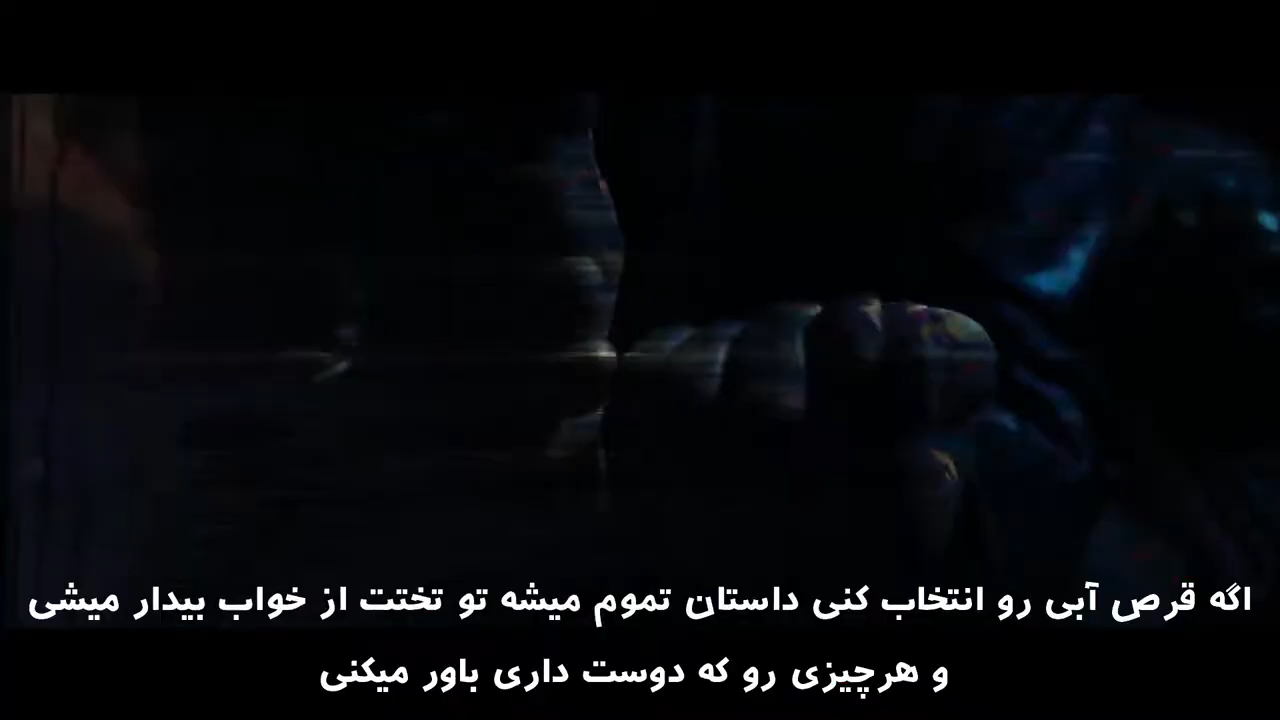 اگه قرص آبی رو انتخاب کنی داستان تموم میشه تو تختت از خواب بیدار میشی
و هرچیزی رو که دوست داری باور میکنی